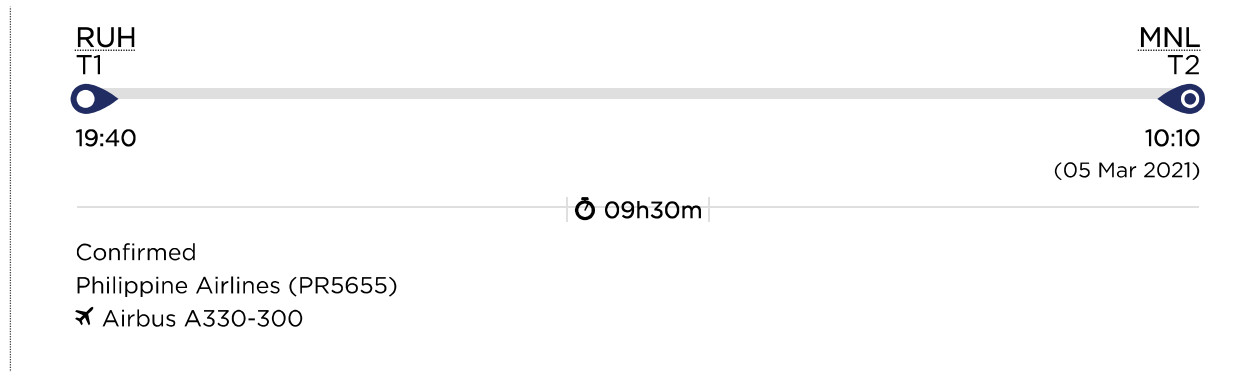 RUH
MNL
T1
T2
19:40
10:10
(05 Mar 2021)
09h30m
Confirmed
Philippine Airlines (PR5655)
Airbus A330-300